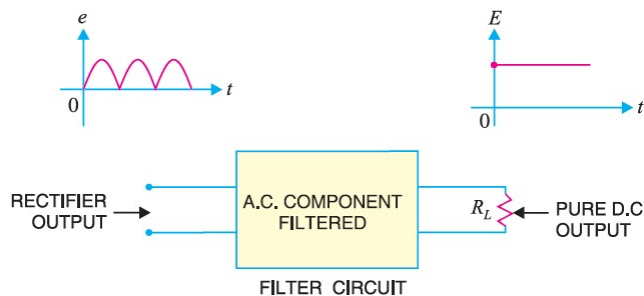 e
E
t
0
t
0
RECTIFIER
OUTPUT
A.C. COMPONENT
FILTERED
R_L
PURE D.C
OUTPUT
FILTER CIRCUIT